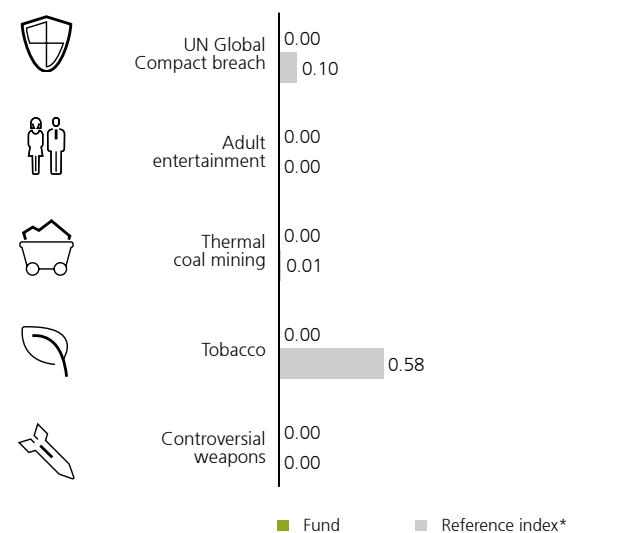 UN Global
Compact breach
0.00
0.10
Adult
entertainment
0.00
0.00
Thermal
coal mining
0.00
0.01
Tobacco
0.00
0.58
Controversial
weapons
0.00
0.00
Fund
Reference index*